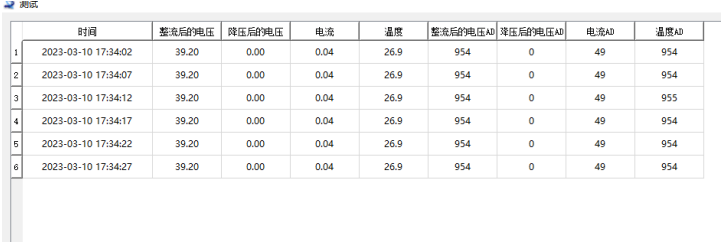 测试
时间 整流后的电压 降压后的电压 电流 温度 整流后的电压AD 降压后的电压AD 电流AD 温度AD
1 2023-03-10 17:34:02 39.20 0.00 0.04 26.9 954 0 49 954
2 2023-03-10 17:34:07 39.20 0.00 0.04 26.9 954 0 49 954
3 2023-03-10 17:34:12 39.20 0.00 0.04 26.9 954 0 49 955
4 2023-03-10 17:34:17 39.20 0.00 0.04 26.9 954 0 49 954
5 2023-03-10 17:34:22 39.20 0.00 0.04 26.9 954 0 49 954
6 2023-03-10 17:34:27 39.20 0.00 0.04 26.9 954 0 49 954